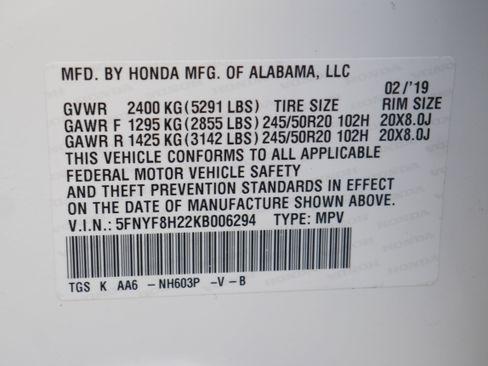 MFD. BY HONDA MFG. OF ALABAMA, LLC
02/'19
GVWR 2400 KG(5291 LBS) TIRE SIZE RIM SIZE
GAWR F 1295 KG(2855 LBS)245/50R20 102H 20X8.0J
GAWR R 1425 KG(3142 LBS)245/50R20 102H 20X8.0J
THIS VEHICLE CONFORMS TO ALL APPLICABLE
FEDERAL MOTOR VEHICLE SAFETY
AND THEFT PREVENTION STANDARDS IN EFFECT
ON THE DATE OF MANUFACTURE SHOWN ABOVE.
V.I.N.: 5FNYF8H22KB006294 TYPE: MPV
TGS K AA6 -NH603P -V-B